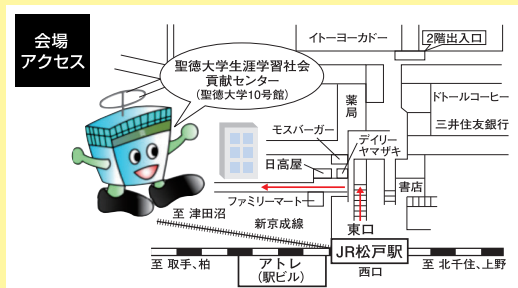 会場
アクセス
聖徳大学生涯学習社会
貢献センター
(聖徳大学10号館)
イトーヨーカドー
2階出入口
薬局
ドトールコーヒー
三井住友銀行
モスバーガー
デイリー
ヤマザキ
日高屋
書店
ファミリーマート
至 津田沼
新京成線
東口
JR松戸駅
西口
至 取手、柏
アトレ
(駅ビル)
至 北千住、上野